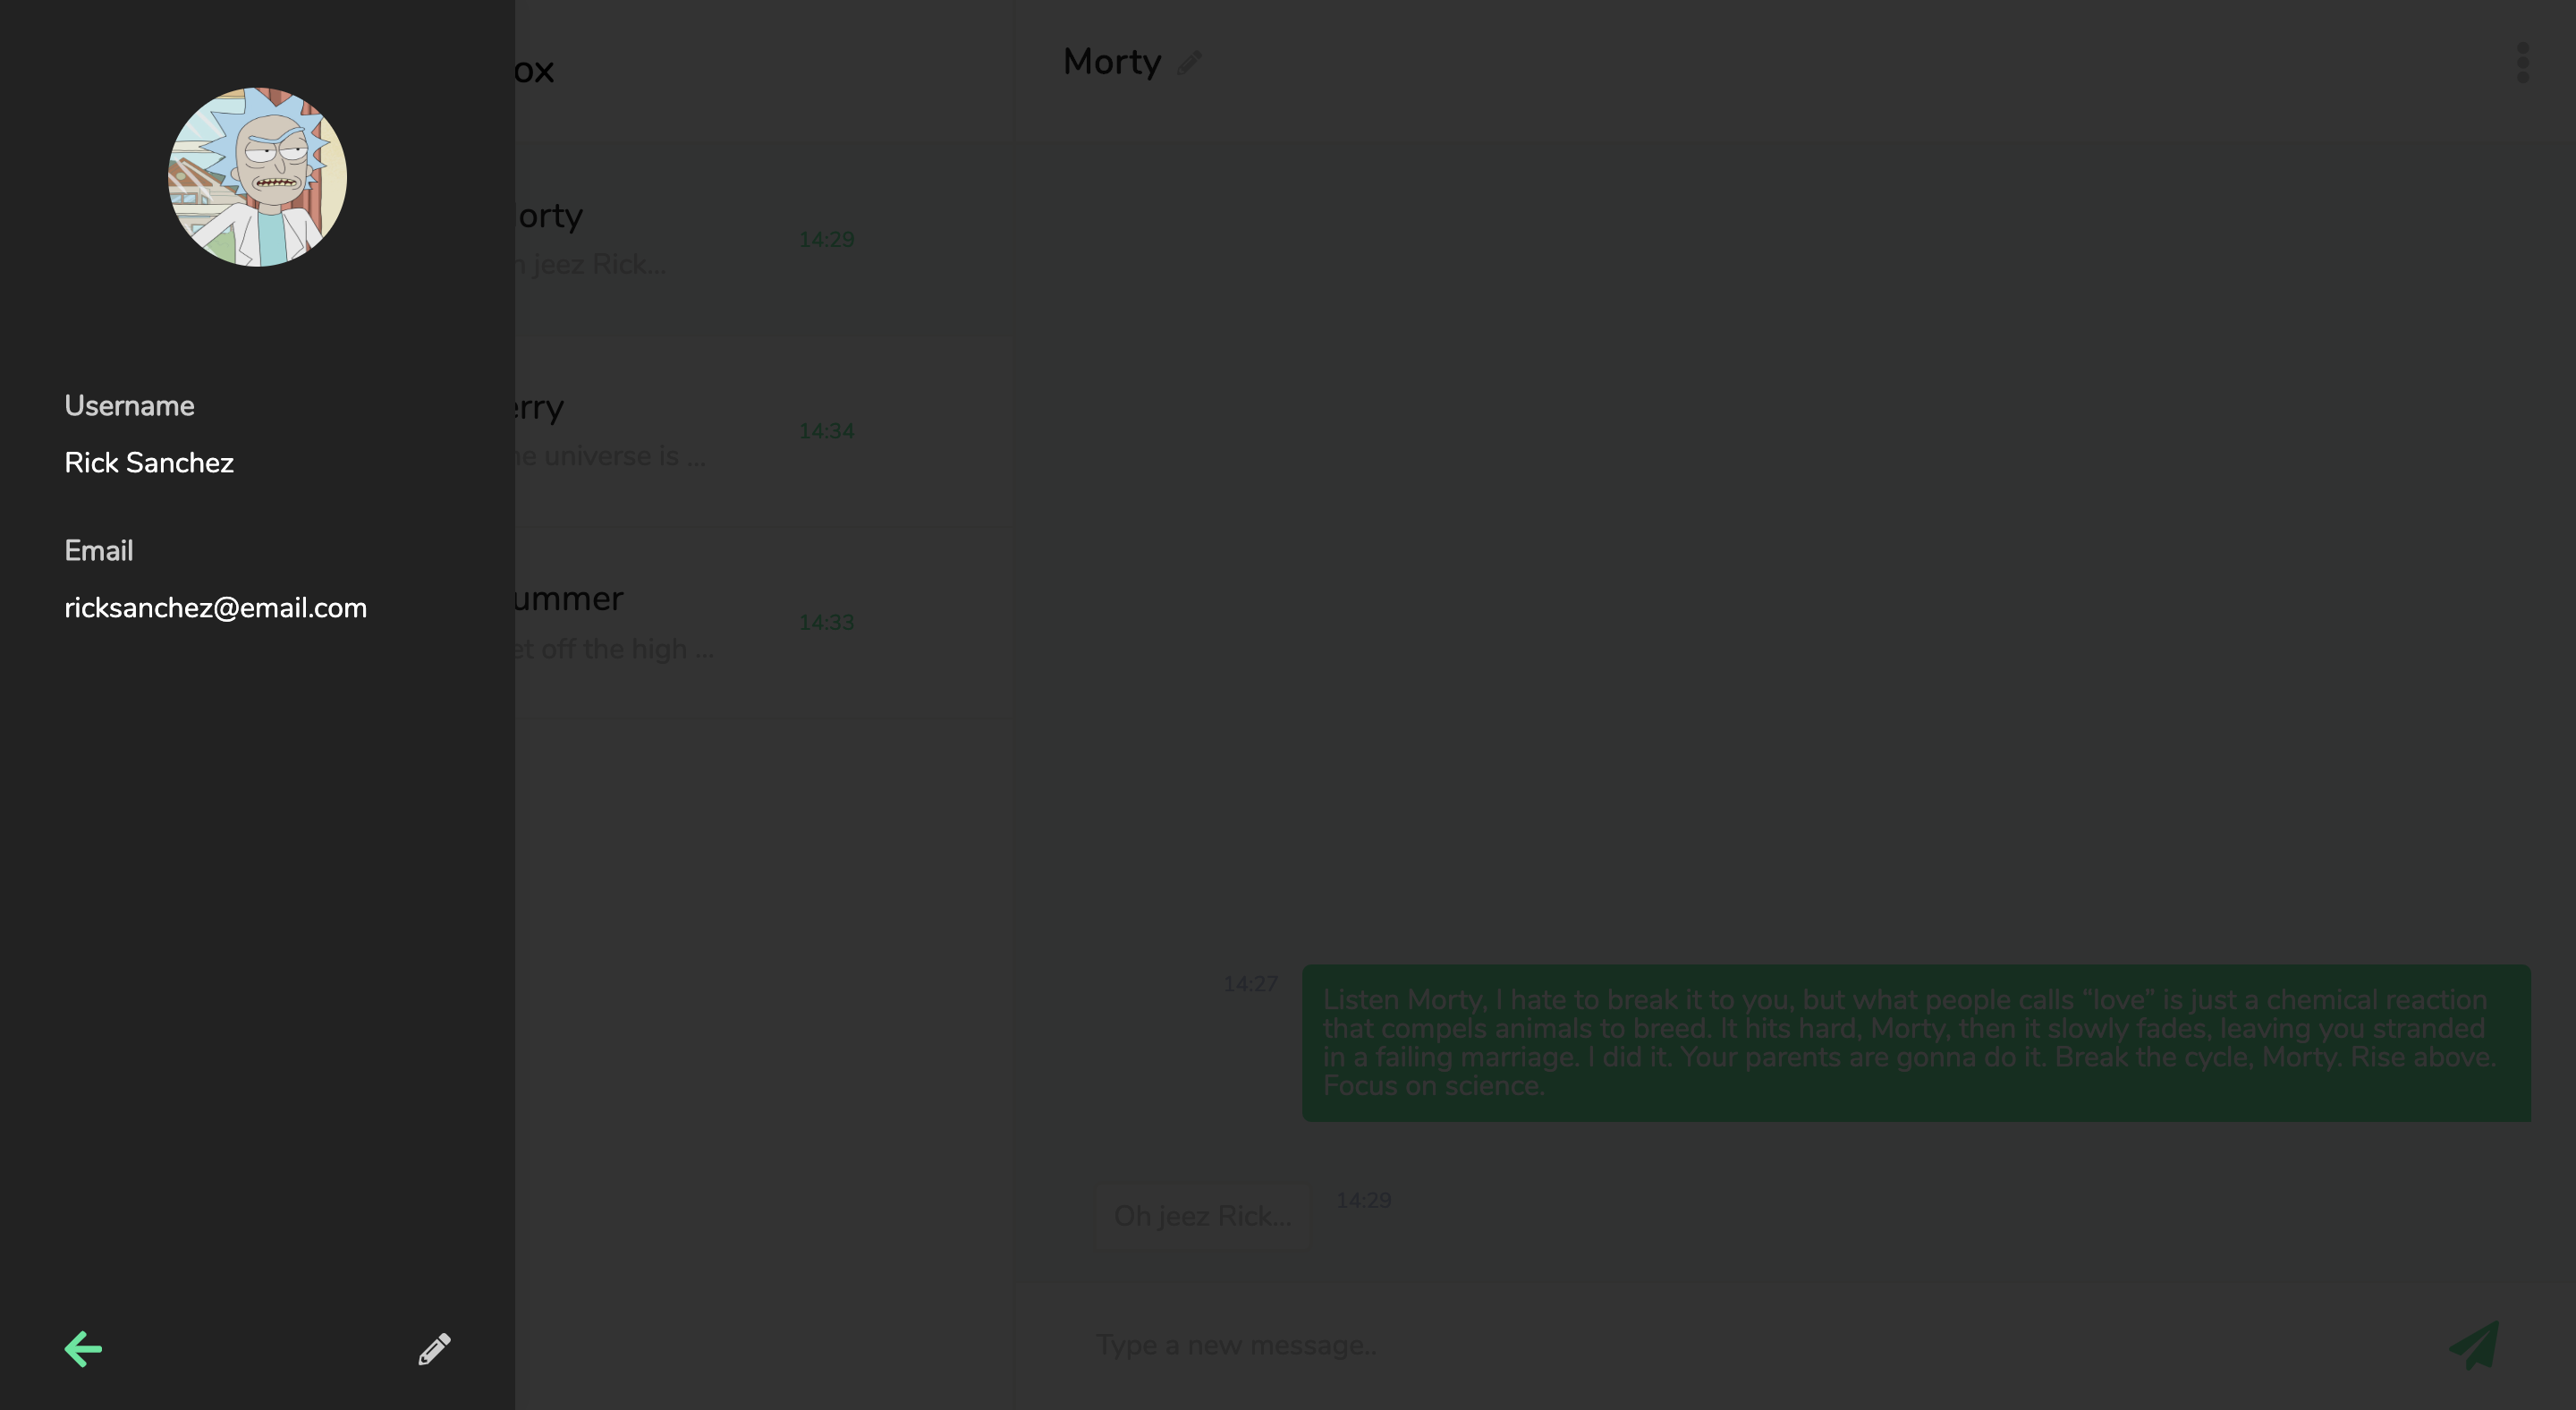 Username
Rick Sanchez
Email
ricksanchez@email.com
ox
orty
14:29
jeez Rick...
erry
14:34
universe is ...
ummer
14:33
et off the high ...
Morty
14:27
Listen Morty, I hate to break it to you, but what people calls “love” is just a chemical reaction
that compels animals to breed. It hits hard, Morty, then it slowly fades, leaving you stranded
in a failing marriage. I did it. Your parents are gonna do it. Break the cycle, Morty. Rise above.
Focus on science.
Oh jeez Rick...
14:29
Type a new message..